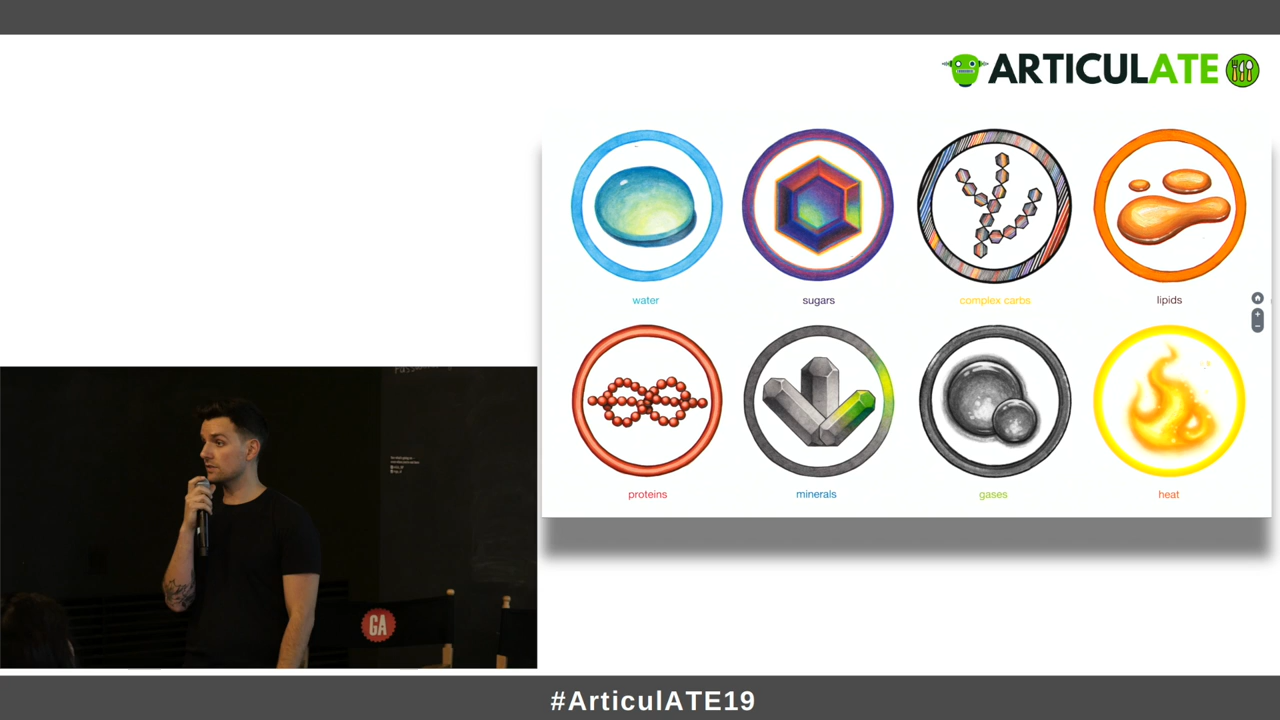 ARTICULATE
water
sugars
complex carbs
lipids
proteins
minerals
gases
heat
GA
#ArticulATE19